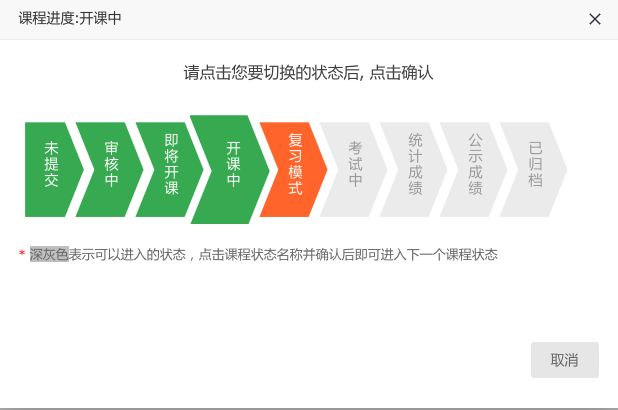 课程进度:开课中
请点击您要切换的状态后, 点击确认
未提交
审核中
即将开课
开课中
复习模式
考试中
统计成绩
公示成绩
已归档
* 深灰色表示可以进入的状态，点击课程状态名称并确认后即可进入下一个课程状态
取消